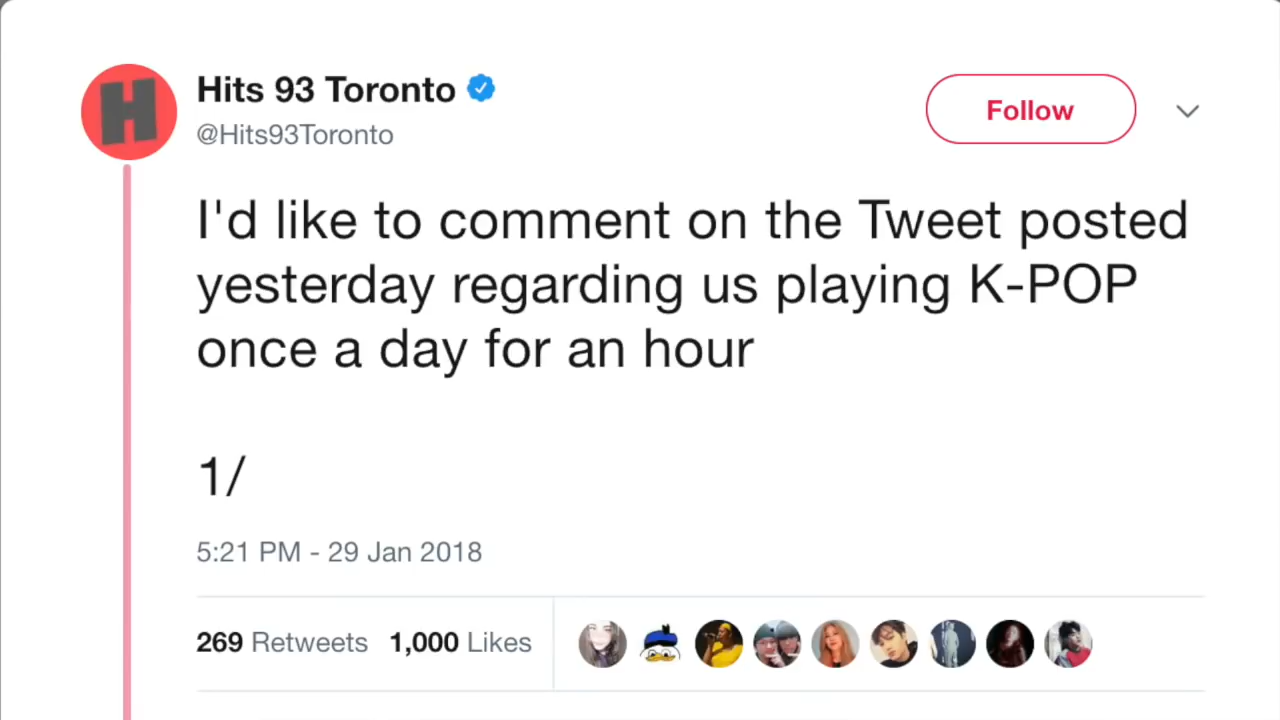 H
Hits 93 Toronto
@Hits93Toronto
Follow
I'd like to comment on the Tweet posted
yesterday regarding us playing K-POP
once a day for an hour
1/
5:21 PM - 29 Jan 2018
269 Retweets 1,000 Likes